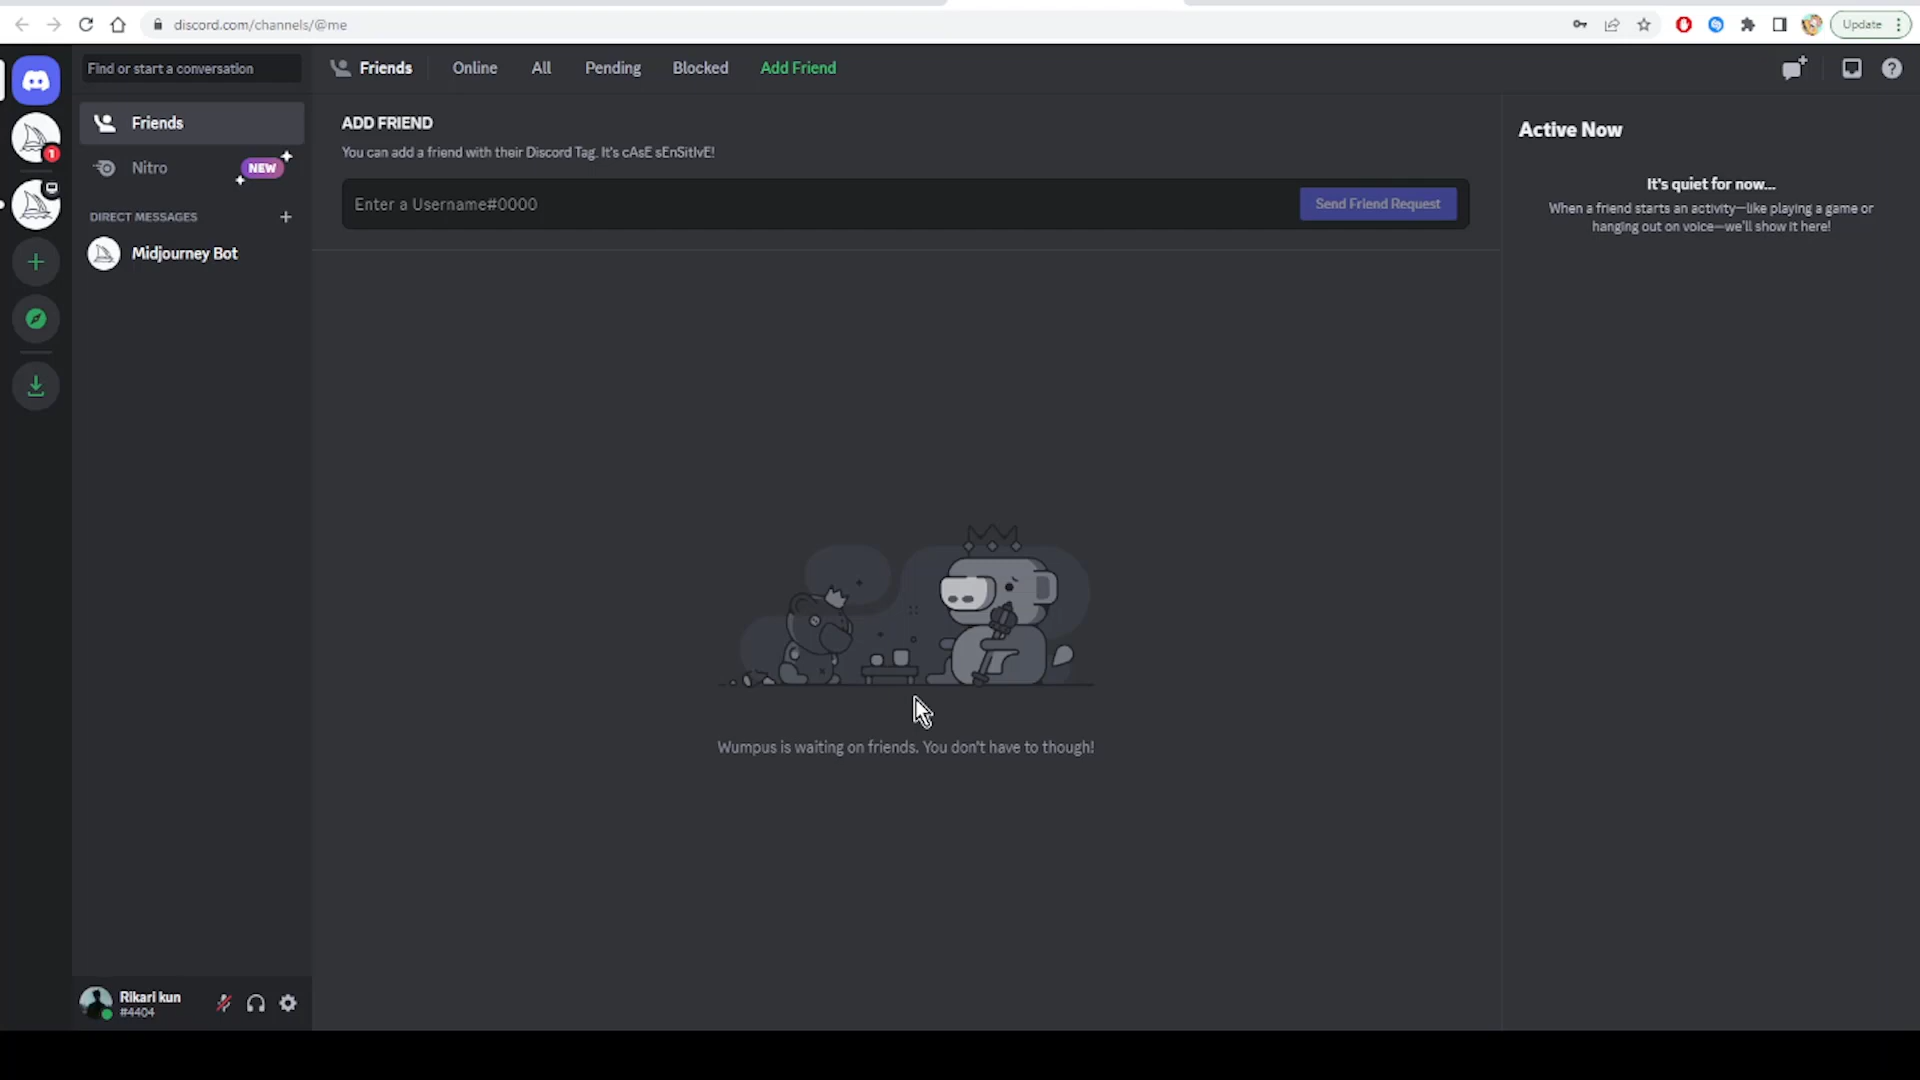 discord.com/channels/@me
Update
Find or start a conversation
Friends
Online
All
Pending
Blocked
Add Friend
1
Friends
Nitro
NEW
DIRECT MESSAGES
Midjourney Bot
ADD FRIEND
You can add a friend with their Discord Tag. It's cAsE sEnSitIvE!
Enter a Username#0000
Send Friend Request
Wumpus is waiting on friends. You don't have to though!
Active Now
It's quiet for now...
When a friend starts an activity—like playing a game or
hanging out on voice—we'll show it here!
Rikari kun
#4404